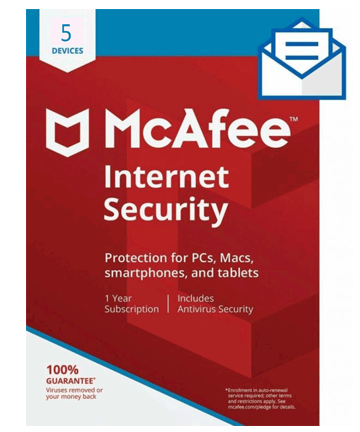 5
DEVICES
McAfee™
Internet
Security
Protection for PCs, Macs,
smartphones, and tablets
1 Year
Subscription
Includes
Antivirus Security
100%
GUARANTEE*
Viruses removed or
your money back
*Enrollment in auto-renewal
service required; other terms
and restrictions apply. See
mcafee.com/pledge for details.